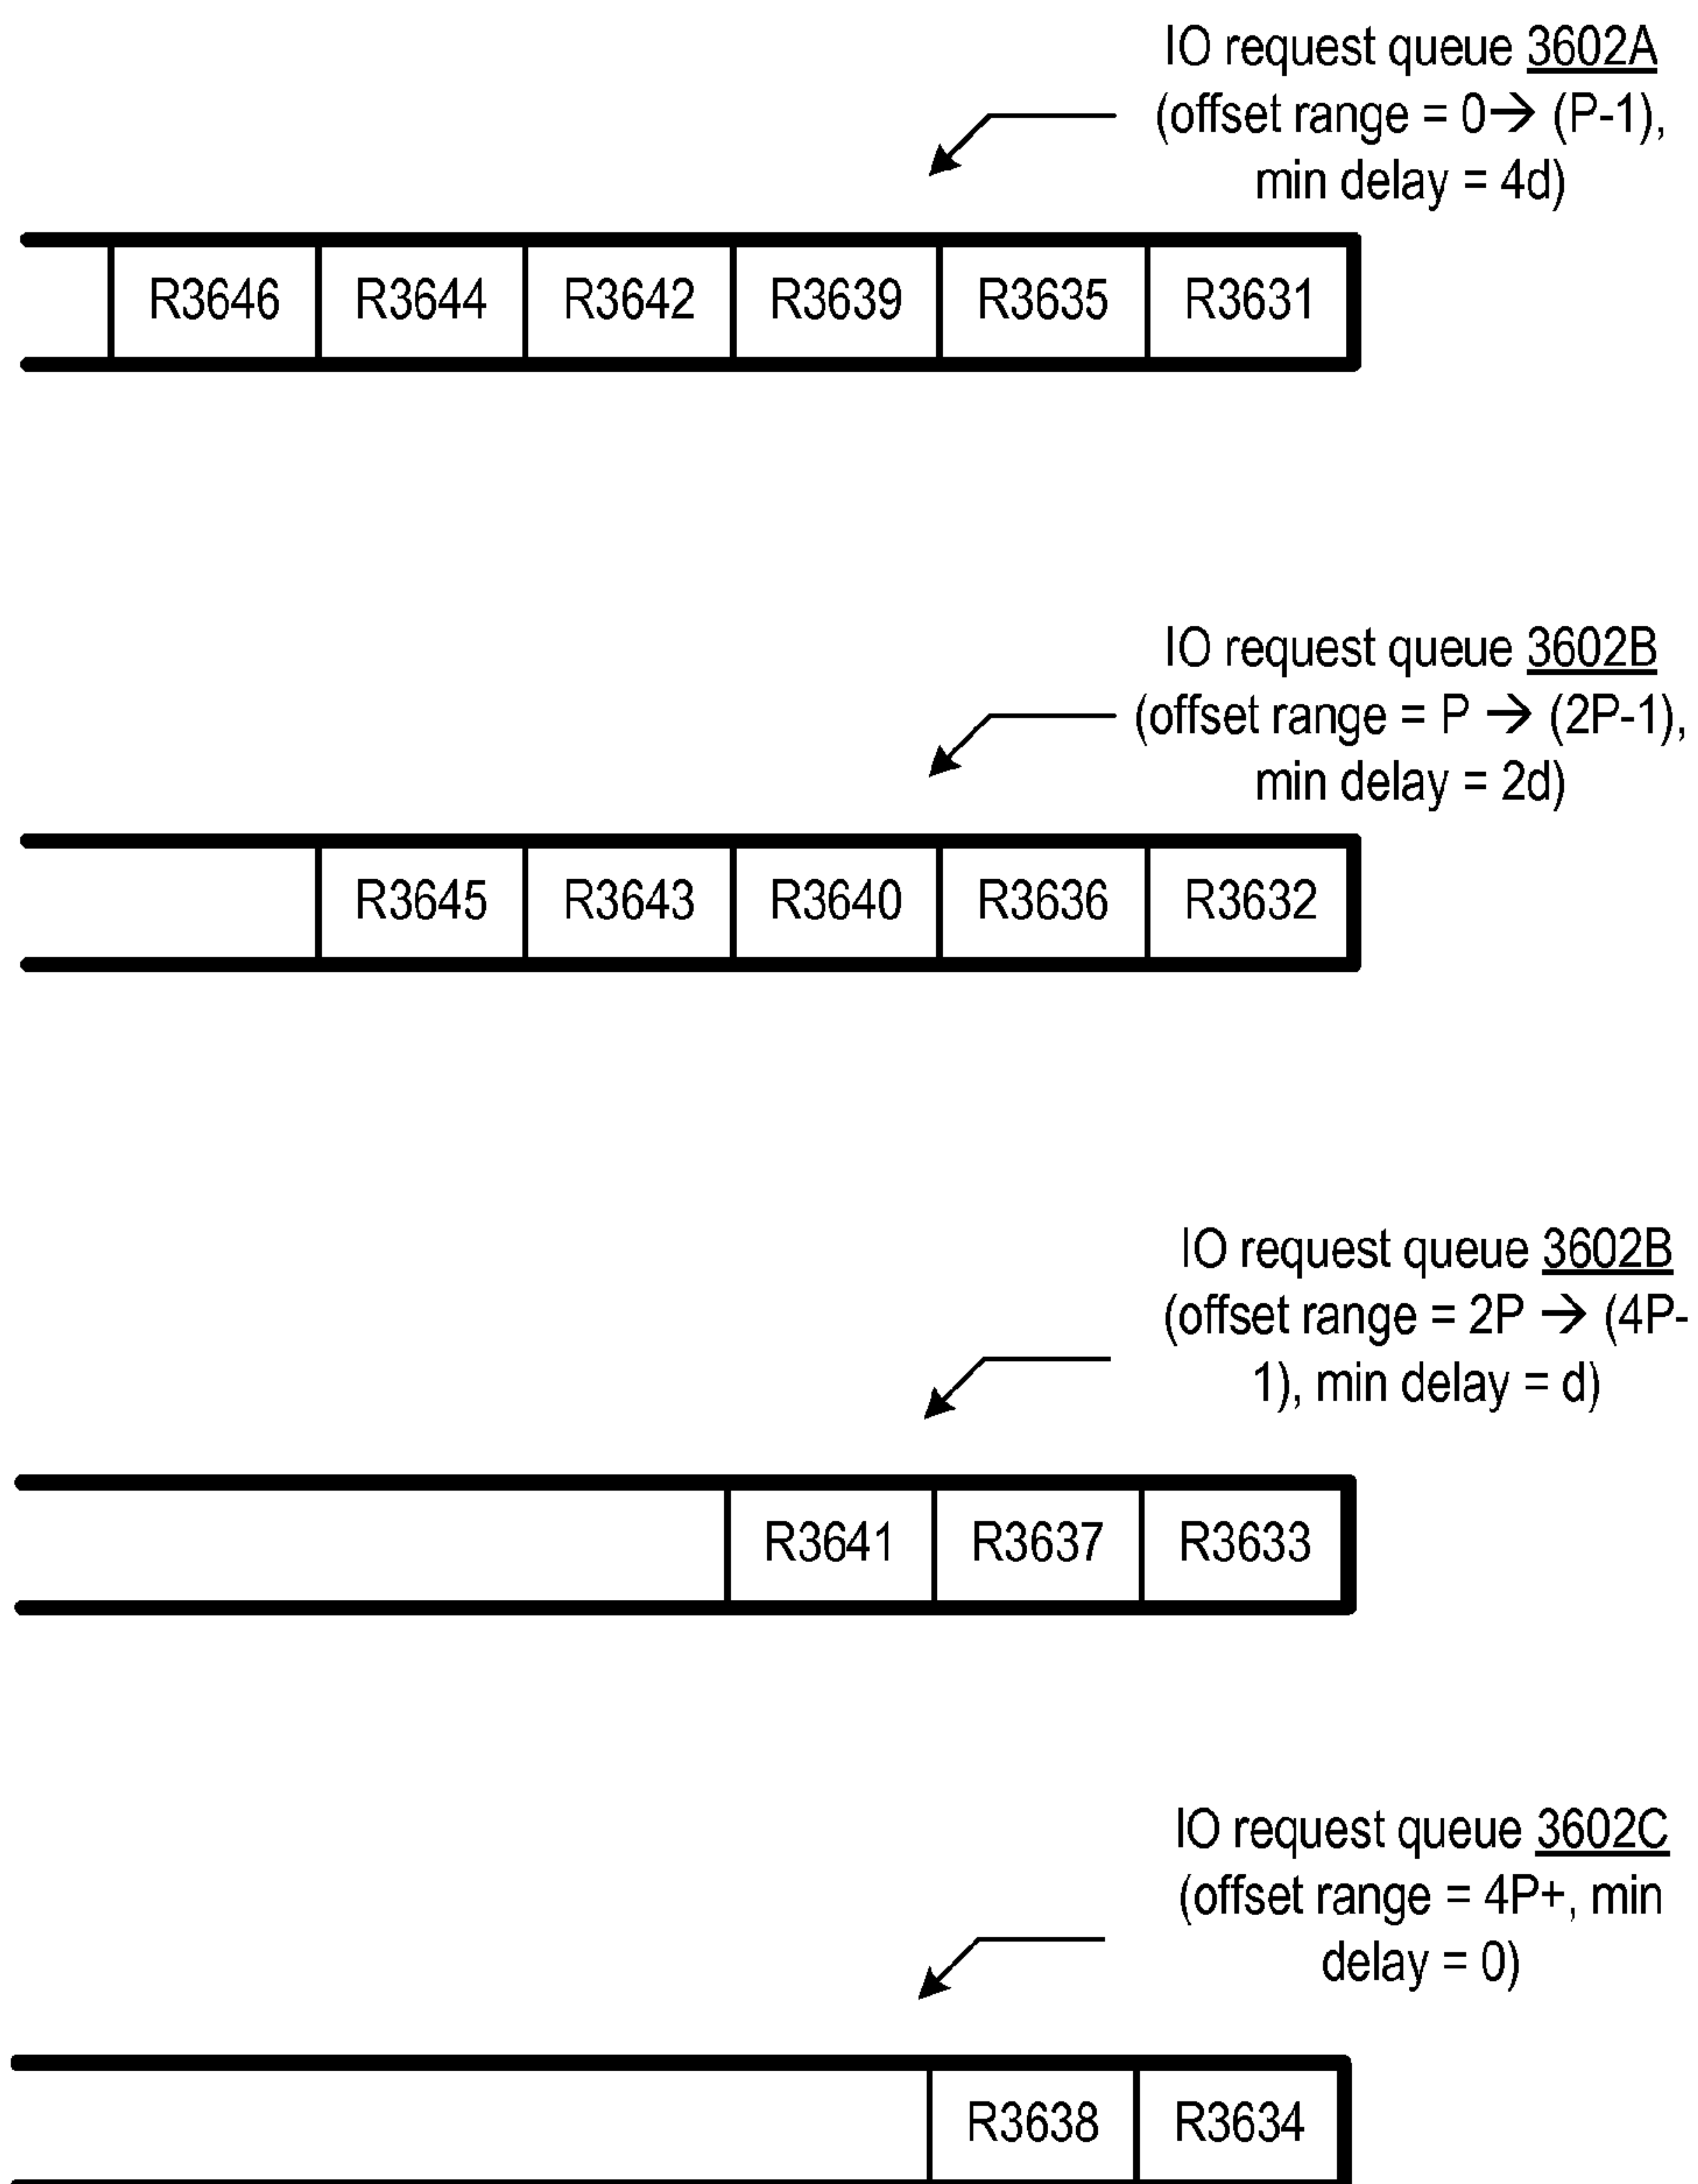 IO request queue 3602A
(offset range = 0→ (P-1),
min delay = 4d)
R3646 R3644 R3642 R3639 R3635 R3631
IO request queue 3602B
(offset range = P → (2P-1),
min delay = 2d)
R3645 R3643 R3640 R3636 R3632
IO request queue 3602B
(offset range = 2P → (4P-
1), min delay = d)
R3641 R3637 R3633
IO request queue 3602C
(offset range = 4P+, min
delay = 0)
R3638 R3634